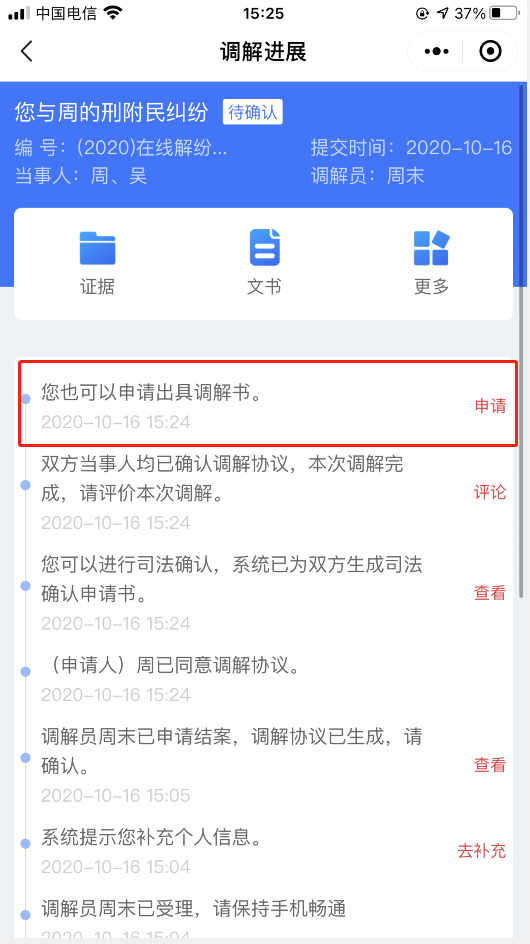 中国电信 15:25 37%
调解进展
您与周的刑附民纠纷 待确认
编 号：(2020)在线解纷... 提交时间：2020-10-16
当事人：周、吴 调解员：周末
证据 文书 更多
您也可以申请出具调解书。
申请
2020-10-16 15:24
双方当事人均已确认调解协议，本次调解完
成，请评价本次调解。
评论
2020-10-16 15:24
您可以进行司法确认，系统已为双方生成司法
确认申请书。
查看
2020-10-16 15:24
（申请人）周已同意调解协议。
2020-10-16 15:24
调解员周末已申请结案，调解协议已生成，请
确认。
查看
2020-10-16 15:05
系统提示您补充个人信息。
去补充
2020-10-16 15:04
调解员周末已受理，请保持手机畅通
2020-10-16 15:04